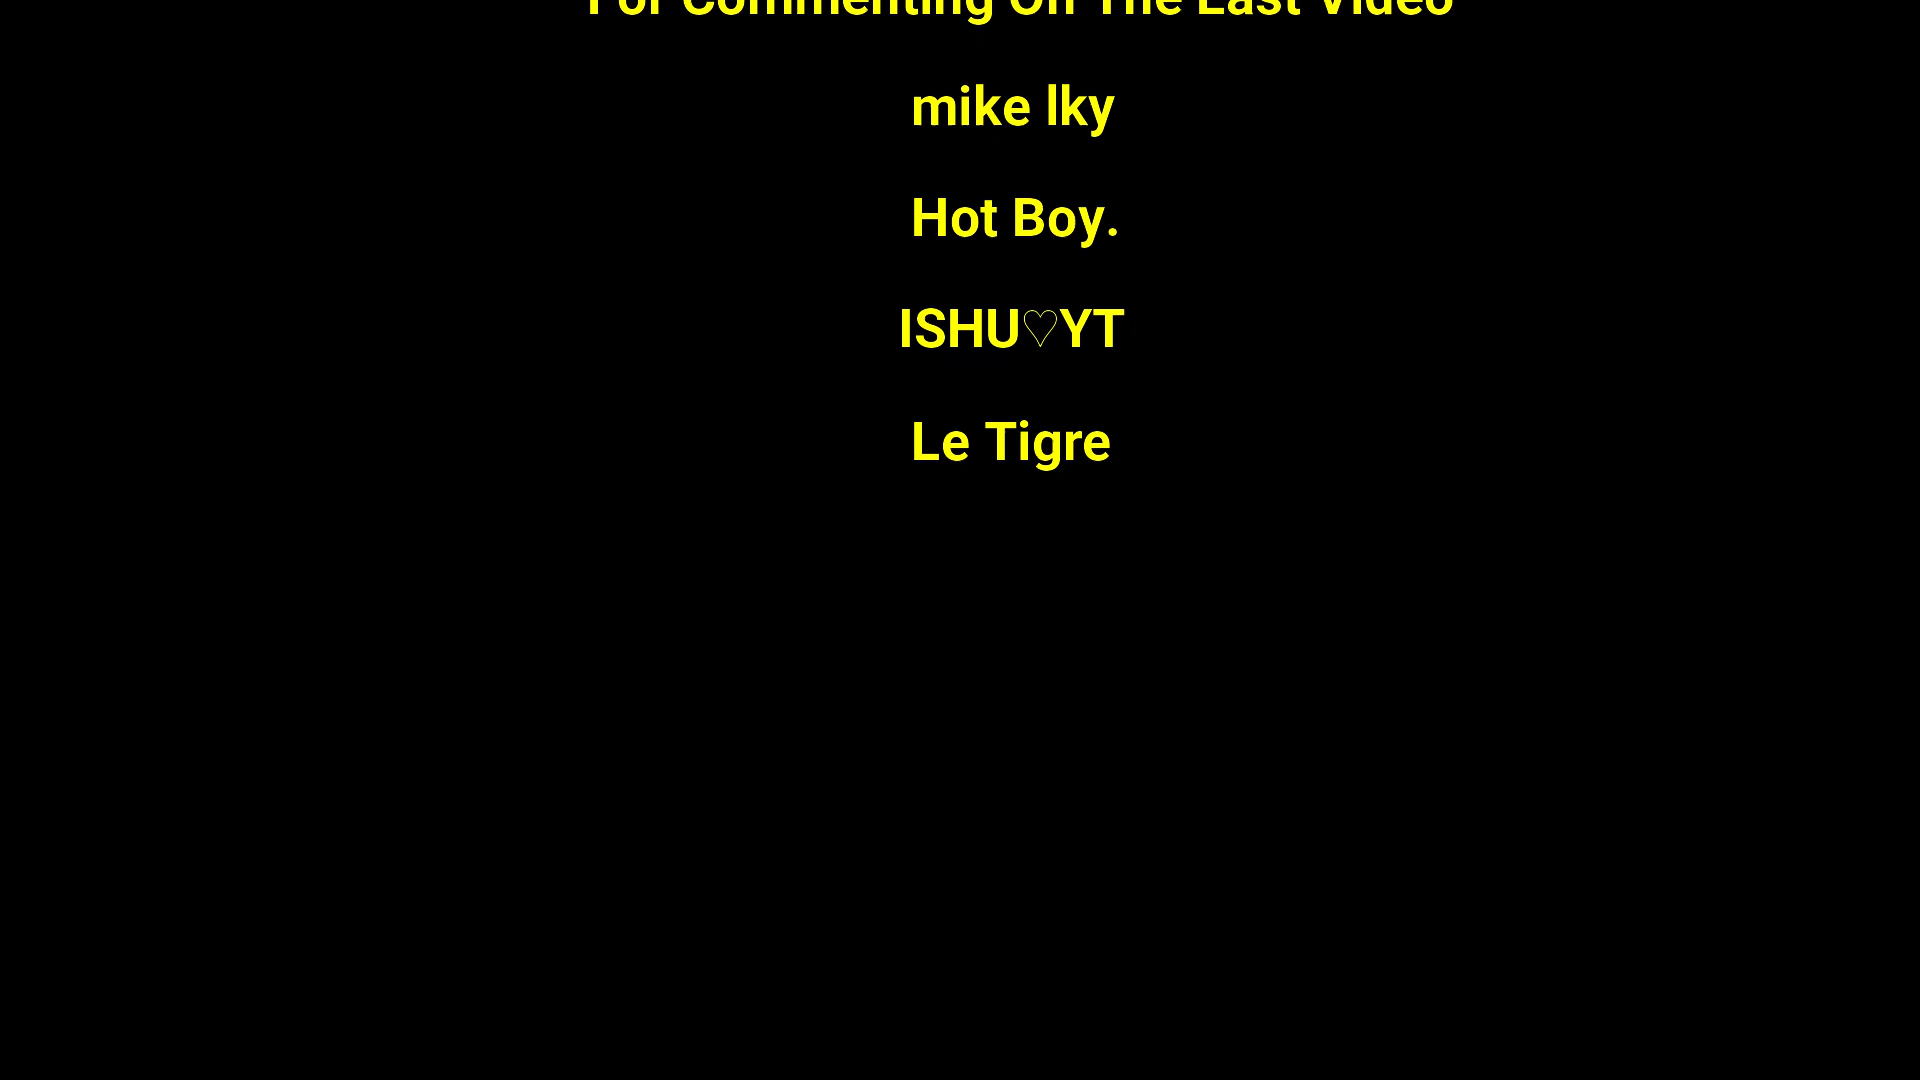 For Commenting On The Last Video
mike lky
Hot Boy.
ISHU♡YT
Le Tigre